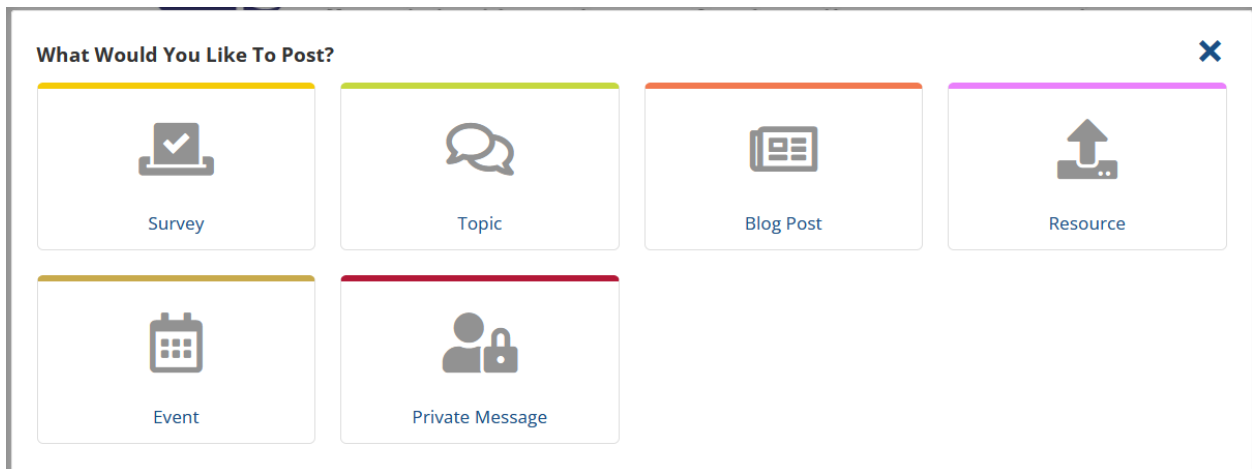 What Would You Like To Post?
Survey
Topic
Blog Post
Resource
Event
Private Message